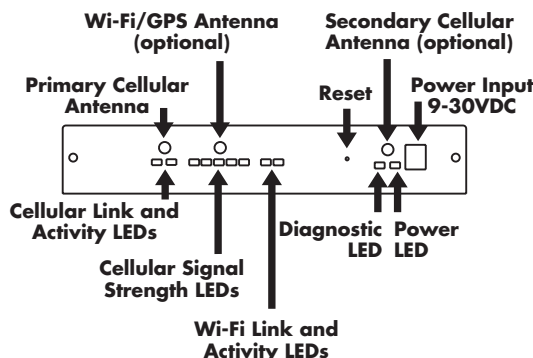 Wi-Fi/GPS Antenna
(optional)
Secondary Cellular
Antenna (optional)
Primary Cellular
Antenna
Reset
Power Input
9-30VDC
Cellular Link and
Activity LEDs
Diagnostic
LED
Power
LED
Cellular Signal
Strength LEDs
Wi-Fi Link and
Activity LEDs